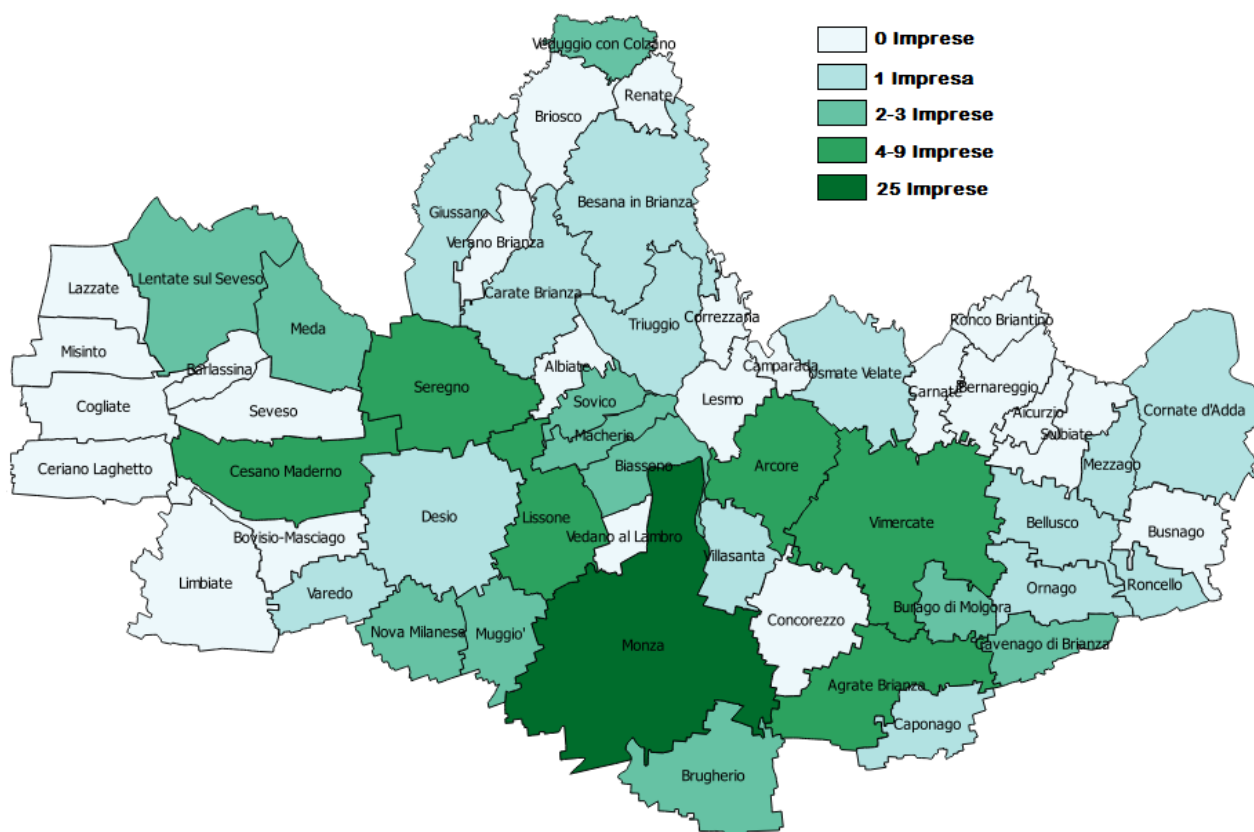 Veduggio con Colzano
0 Imprese
1 Impresa
2-3 Imprese
4-9 Imprese
25 Imprese
Renate
Briosco
Besana in Brianza
Giussano
Verano Brianza
Lentate sul Seveso
Lazzate
Carate Brianza
Correzzana
Triuggio
Meda
Ronco Briantino
Misinto
Barlassina
Albiate
Camparada
Usmate Velate
Seregno
Carnate
Bernareggio
Cogliate
Seveso
Sovico
Lesmo
Aicurzio
Cornate d'Adda
Macherio
Sulbiate
Ceriano Laghetto
Cesano Maderno
Biassono
Arcore
Mezzago
Desio
Lissone
Vimercate
Bellusco
Busnago
Bovisio-Masciago
Vedano al Lambro
Villasanta
Limbiate
Varedo
Ornago
Roncello
Burago di Molgora
Concorezzo
Nova Milanese
Muggio'
Monza
Cavenago di Brianza
Agrate Brianza
Caponago
Brugherio